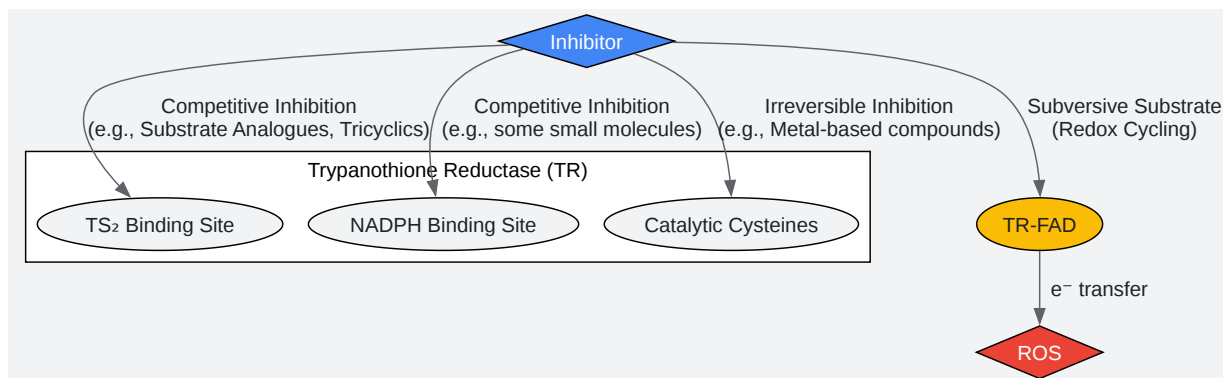 Inhibitor
Competitive Inhibition
(e.g., Substrate Analogues, Tricyclics)
Competitive Inhibition
(e.g., some small molecules)
Irreversible Inhibition
(e.g., Metal-based compounds)
Subversive Substrate
(Redox Cycling)
Trypanothione Reductase (TR)
TS₂ Binding Site
NADPH Binding Site
Catalytic Cysteines
TR-FAD
e⁻ transfer
ROS